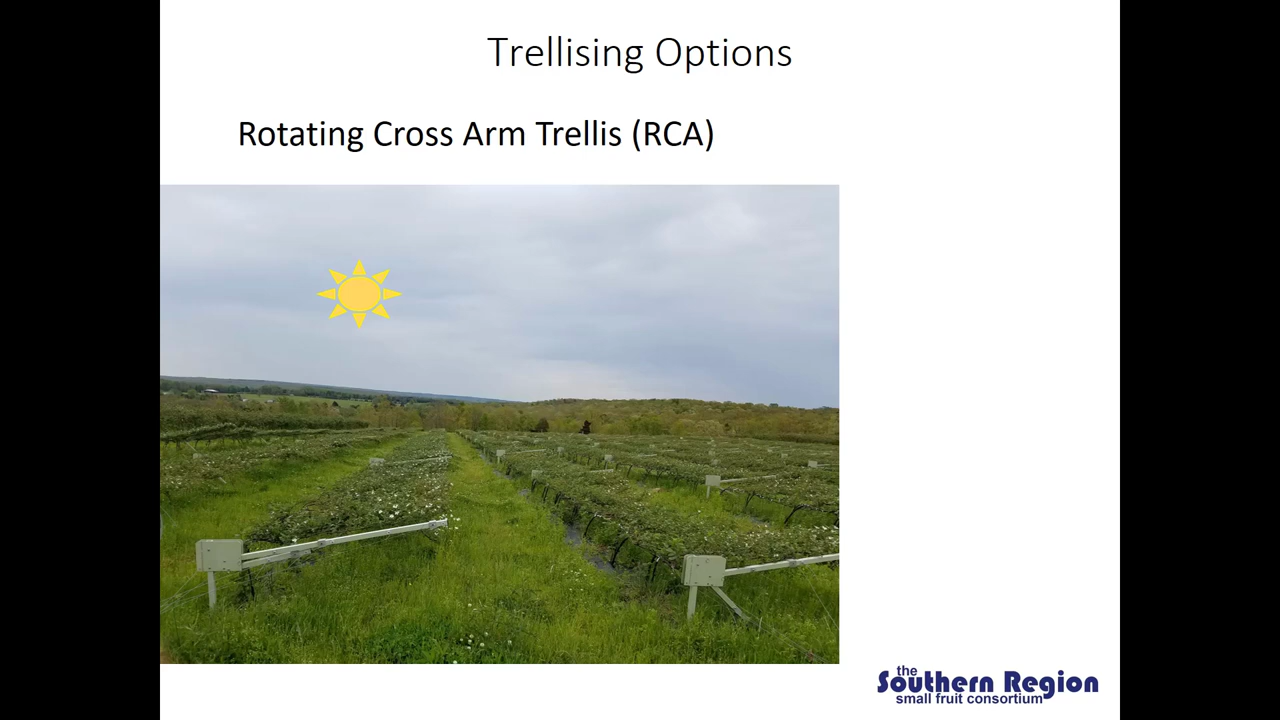 Trellising Options
Rotating Cross Arm Trellis (RCA)
the
Southern Region
small fruit consortium